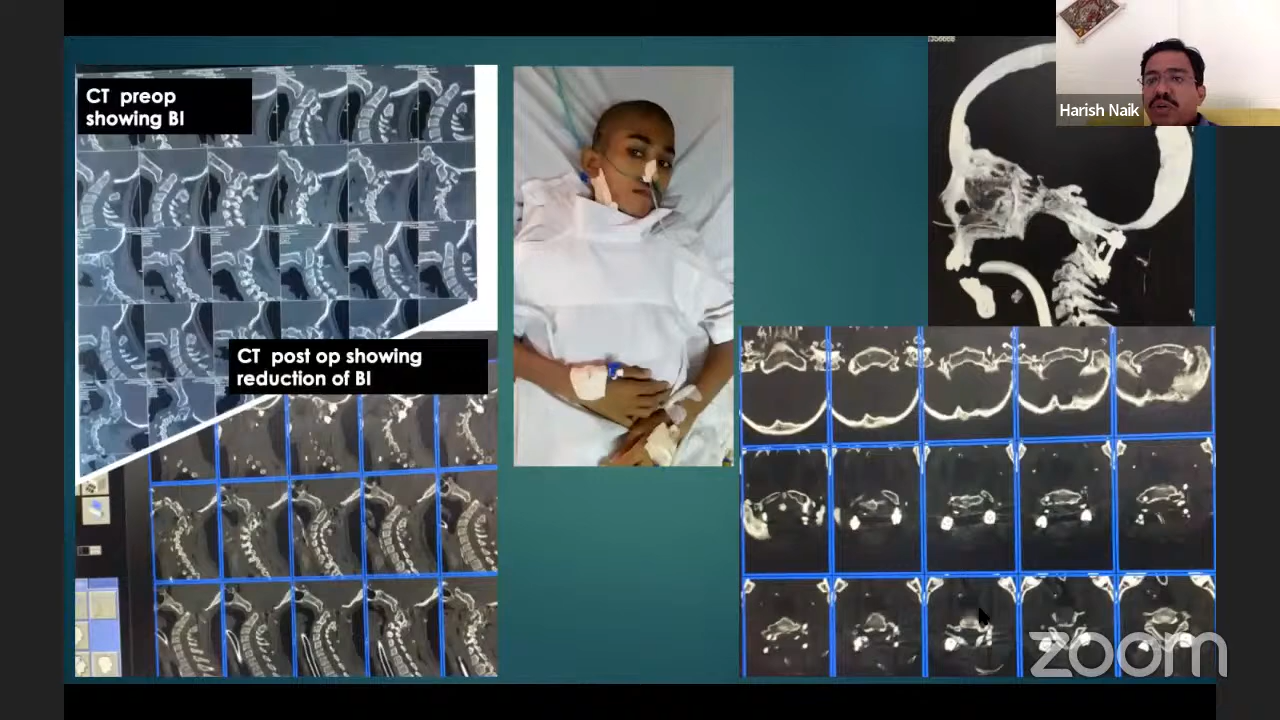 CT preop
showing BI
Harish Naik
CT post op showing
reduction of BI
zoom